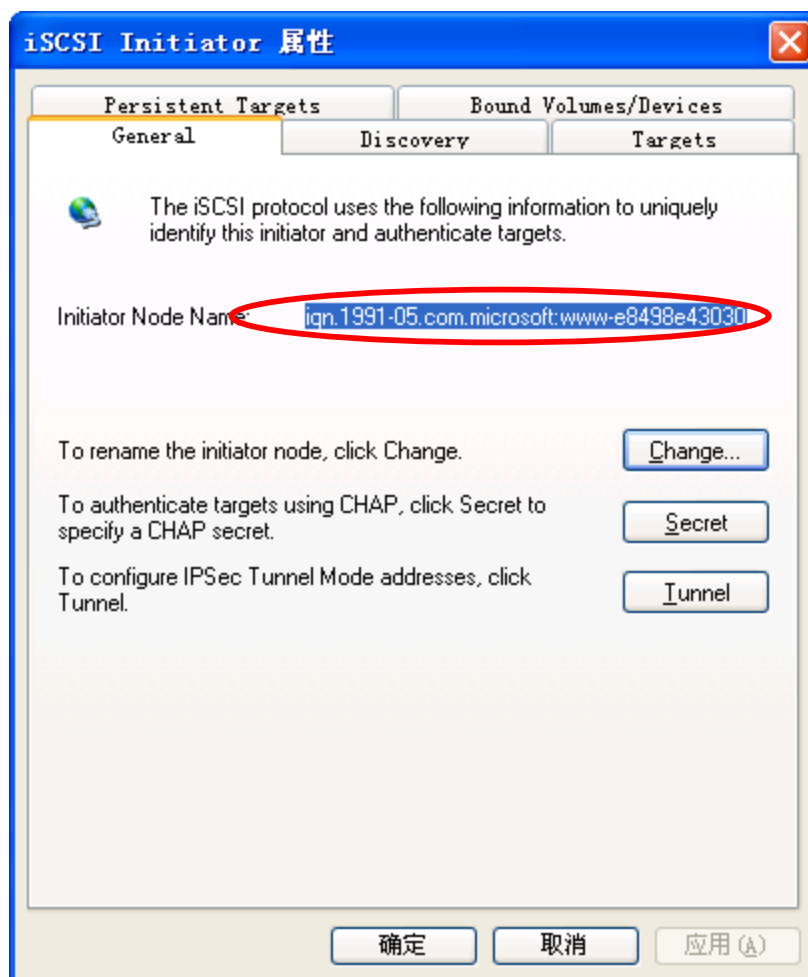 iSCSI Initiator 属性
Persistent Targets
Bound Volumes/Devices
General
Discovery
Targets
The iSCSI protocol uses the following information to uniquely
identify this initiator and authenticate targets.
Initiator Node Name:
iqn.1991-05.com.microsoft:www-e8498e43030
To rename the initiator node, click Change.
Change...
To authenticate targets using CHAP, click Secret to
specify a CHAP secret.
Secret
To configure IPSec Tunnel Mode addresses, click
Tunnel.
Tunnel
确定
取消
应用(A)